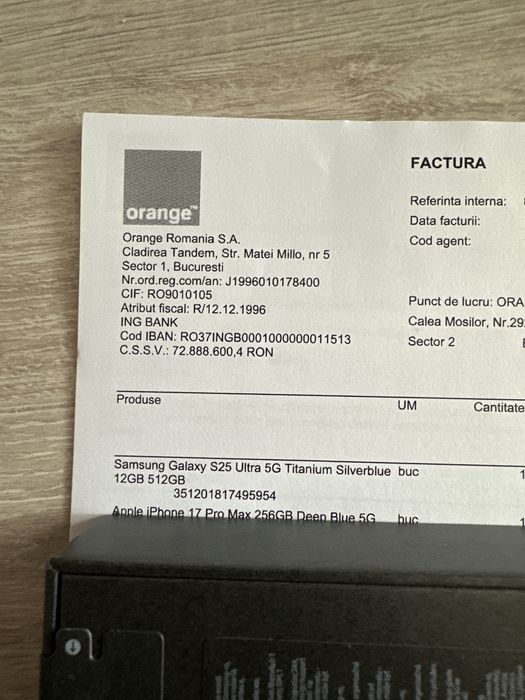 orange™
Orange Romania S.A.
Cladirea Tandem, Str. Matei Millo, nr 5
Sector 1, Bucuresti
Nr.ord.reg.com/an: J1996010178400
CIF: RO9010105
Atribut fiscal: R/12.12.1996
ING BANK
Cod IBAN: RO37INGB0001000000011513
C.S.S.V.: 72.888.600,4 RON
FACTURA
Referinta interna:
Data facturii:
Cod agent:
Punct de lucru: ORA
Calea Mosilor, Nr.29
Sector 2
Produse UM Cantitate
Samsung Galaxy S25 Ultra 5G Titanium Silverblue buc 1
12GB 512GB
351201817495954
Apple iPhone 17 Pro Max 256GB Deep Blue 5G buc 1